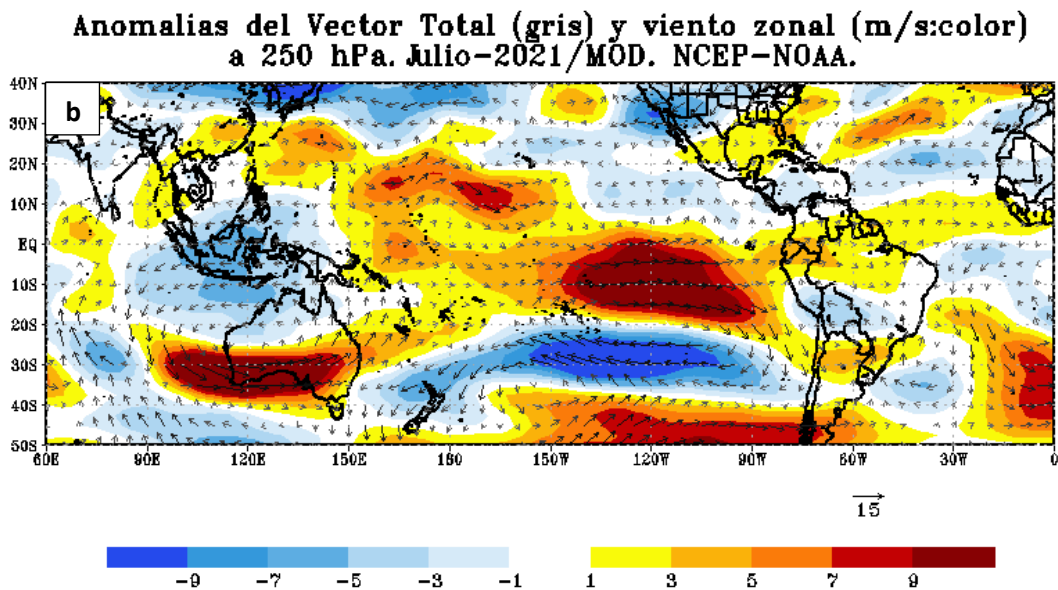 Anomalias del Vector Total (gris) y viento zonal (m/s:color)
a 250 hPa. Julio-2021/MOD. NCEP-NOAA.
b
40N
30N
20N
10N
EQ
10S
20S
30S
40S
50S
60E 90E 120E 150E 180 150W 120W 90W 60W 30W 0
15
-9 -7 -5 -3 -1 1 3 5 7 9